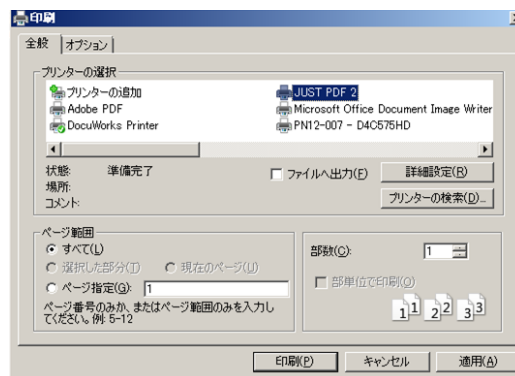 印刷
全般 オプション
プリンターの選択
プリンターの追加
Adobe PDF
DocuWorks Printer
JUST PDF 2
Microsoft Office Document Image Writer
PN12-007 - D4C575HD
状態: 準備完了
場所:
コメント:
ファイルへ出力(F)
詳細設定(R)
プリンターの検索(D)...
ページ範囲
すべて(L)
選択した部分(T) 現在のページ(U)
ページ指定(G): 1
ページ番号のみか、またはページ範囲のみを入力し
てください。例: 5-12
部数(C): 1
部単位で印刷(O)
1 1 2 2 3 3
印刷(P) キャンセル 適用(A)